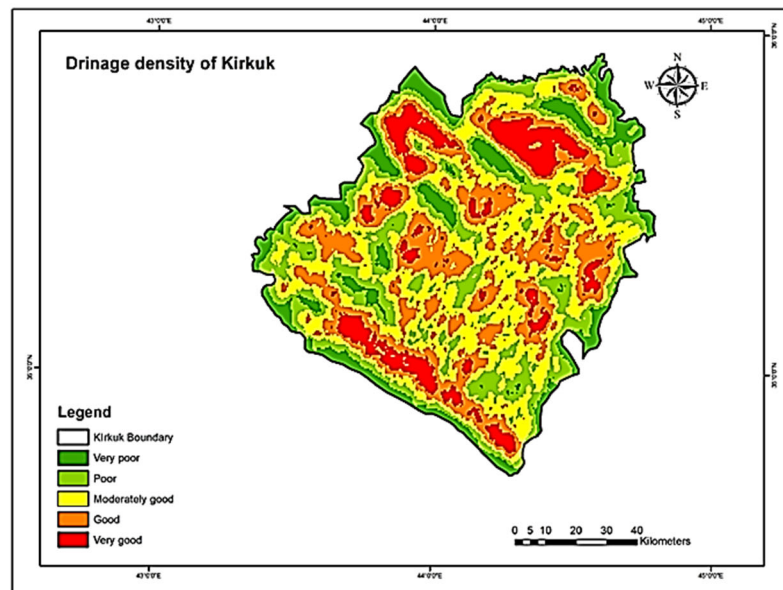 43°0'0"E 44°0'0"E 45°0'0"E
Drinage density of Kirkuk
N
W E
S
Legend
Kirkuk Boundary
Very poor
Poor
Moderately good
Good
Very good
0 5 10 20 30 40
Kilometers
43°0'0"E 44°0'0"E 45°0'0"E